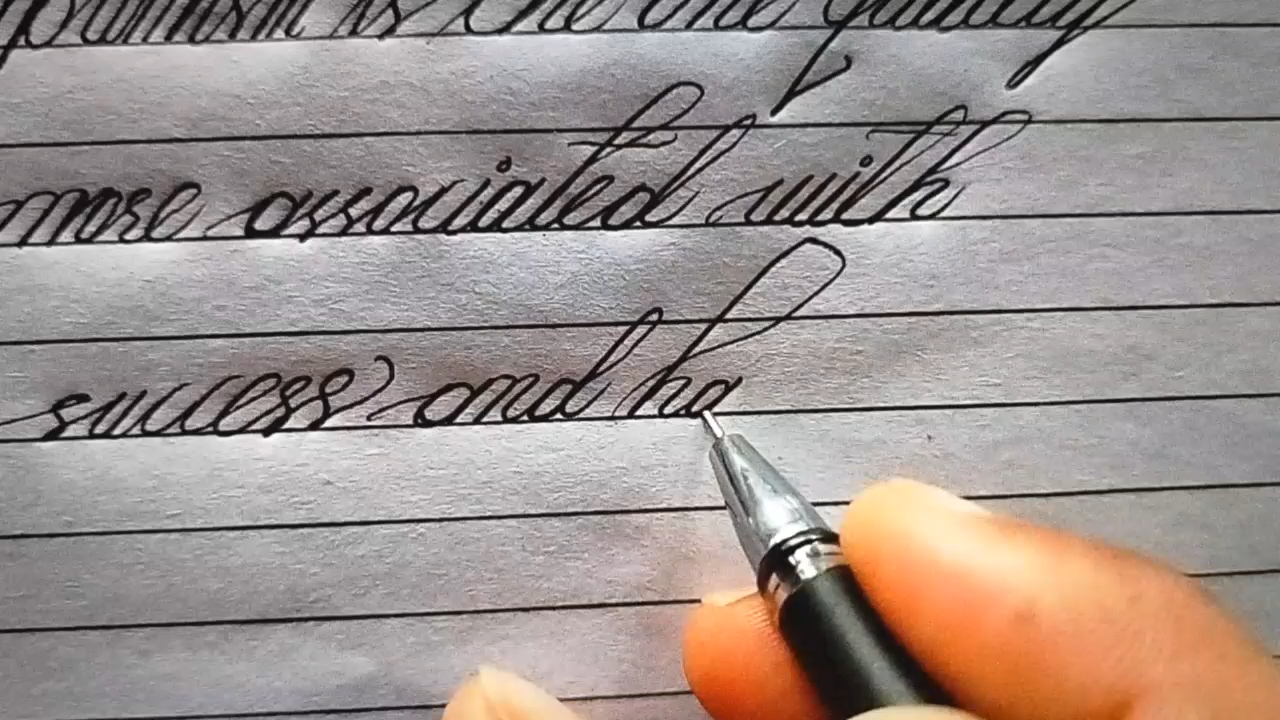 optimism is the one quality
more associated with
success and ha